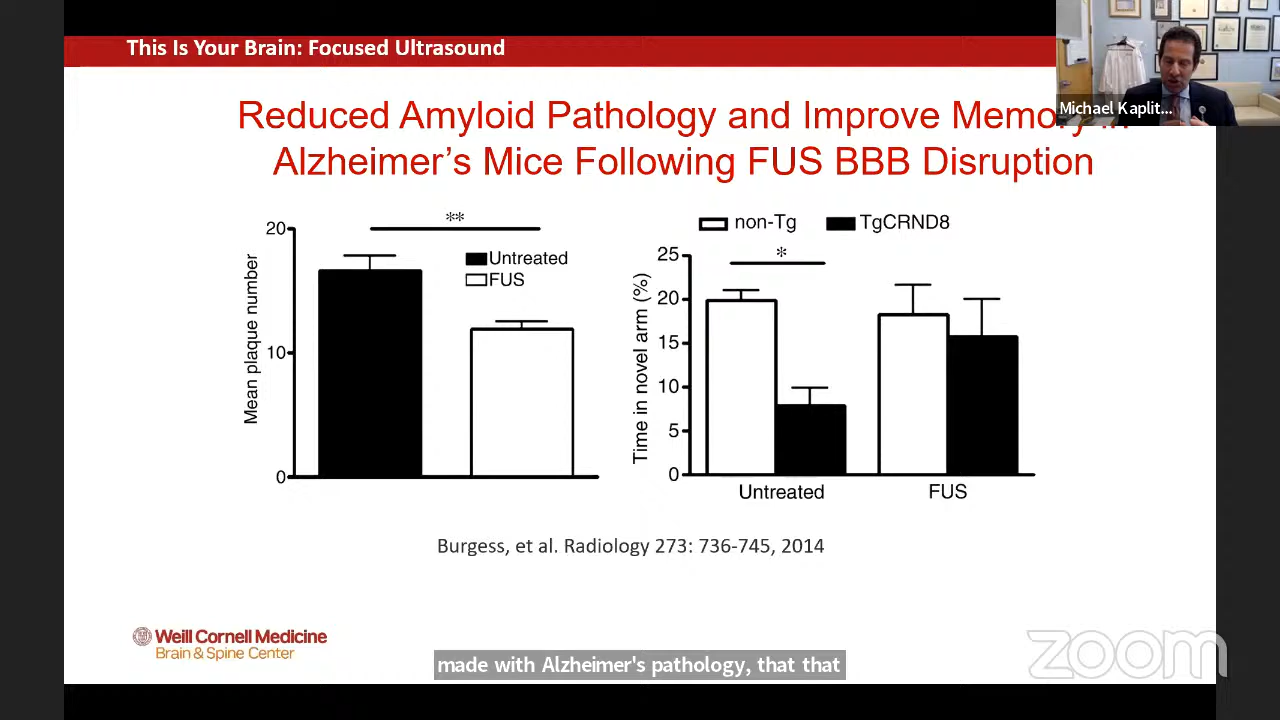 This Is Your Brain: Focused Ultrasound
Michael Kaplit...
Reduced Amyloid Pathology and Improve Memory in
Alzheimer's Mice Following FUS BBB Disruption
**
20
10
0
Mean plaque number
Untreated
FUS
non-Tg
TgCRND8
*
25
20
15
10
5
0
Time in novel arm (%)
Untreated
FUS
Burgess, et al. Radiology 273: 736-745, 2014
Weill Cornell Medicine
Brain & Spine Center
made with Alzheimer's pathology, that that
zoom